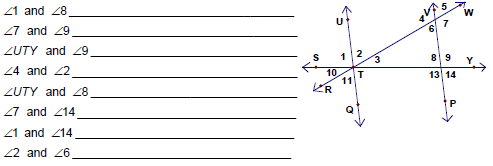 ∠1 and ∠8
∠7 and ∠9
∠UTY and ∠9
∠4 and ∠2
∠UTY and ∠8
∠7 and ∠14
∠1 and ∠14
∠2 and ∠6
V 5 W
U 4 6 7
S 1 2 3 8 9 Y
10 T 13 14
R 11
Q P